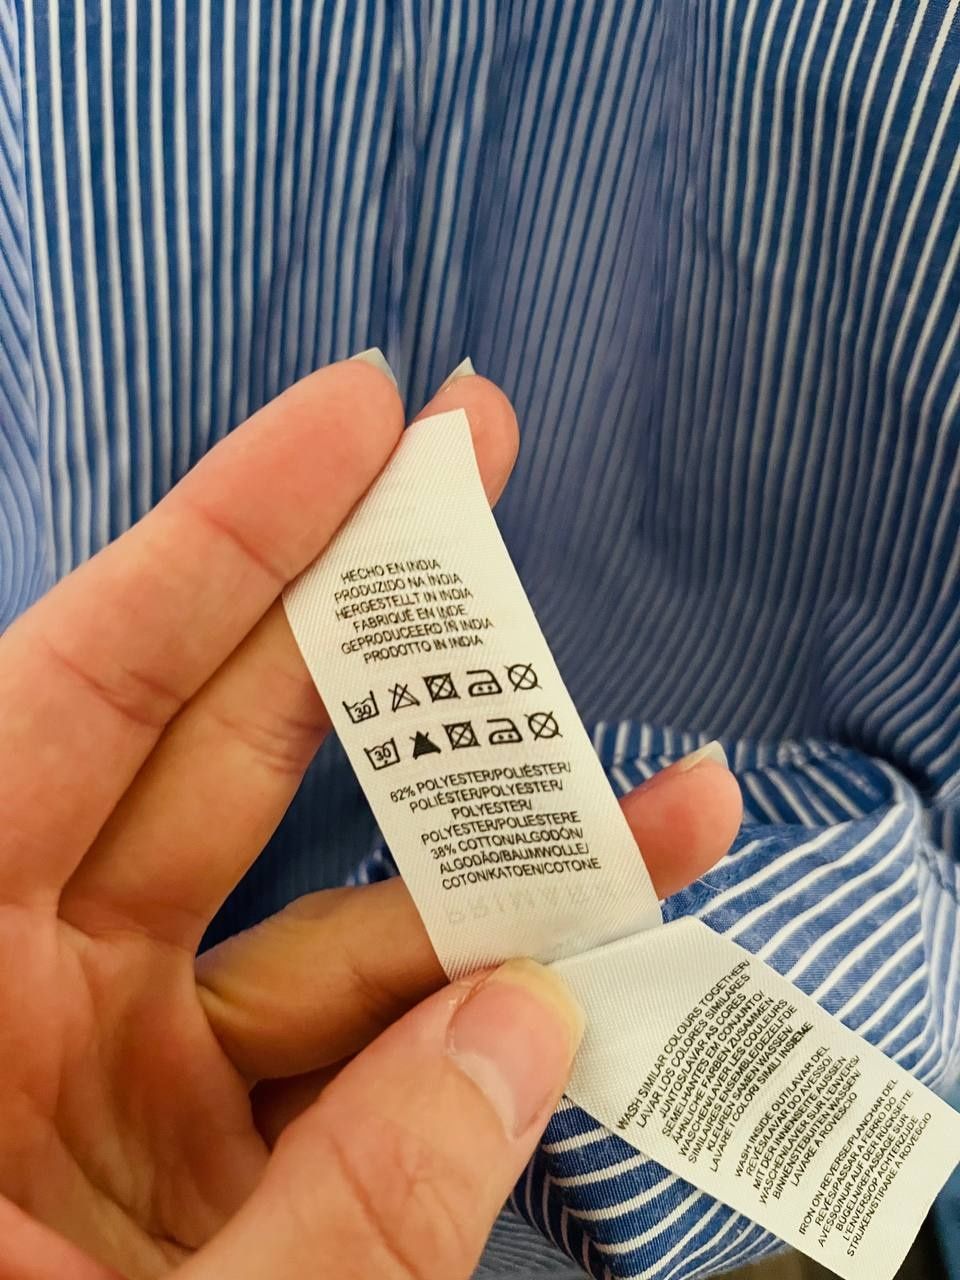 HECHO EN INDIA
PRODUZIDO NA ÍNDIA
HERGESTELLT IN INDIA
FABRIQUÉ EN INDE
GEPRODUCEERD IN INDIA
PRODOTTO IN INDIA
30
30
62% POLYESTER/POLIÉSTER/
POLIÉSTER/POLYESTER/
POLYESTER/
POLYESTER/POLIESTERE
38% COTTON/ALGODÓN/
ALGODÃO/BAUMWOLLE/
COTON/KATOEN/COTONE
WASH SIMILAR COLOURS TOGETHER/
LAVAR LOS COLORES SIMILARES
JUNTOS/LAVAR AS CORES
SEMELHANTES EM CONJUNTO/
ÄHNLICHE FARBEN ZUSAMMEN
WASCHEN/LAVER LES COULEURS
SIMILAIRES ENSEMBLE/DEZELFDE
KLEUREN SAMEN WASSEN/
LAVARE I COLORI SIMILI INSIEME
WASH INSIDE OUT/LAVAR DEL
REVÉS/LAVAR DO AVESSO/
MIT DER INNENSEITE AUSSEN
WASCHEN/LAVER SUR L'ENVERS/
BINNENSTEBUITEN WASSEN/
LAVARE A ROVESCIO
IRON ON REVERSE/PLANCHAR DEL
REVÉS/PASSAR A FERRO DO
AVESSO/NUR AUF DER RÜCKSEITE
BÜGELN/REPASSAGE SUR
L'ENVERS/OP ACHTERZIJDE
STRIJKEN/STIRARE A ROVESCIO